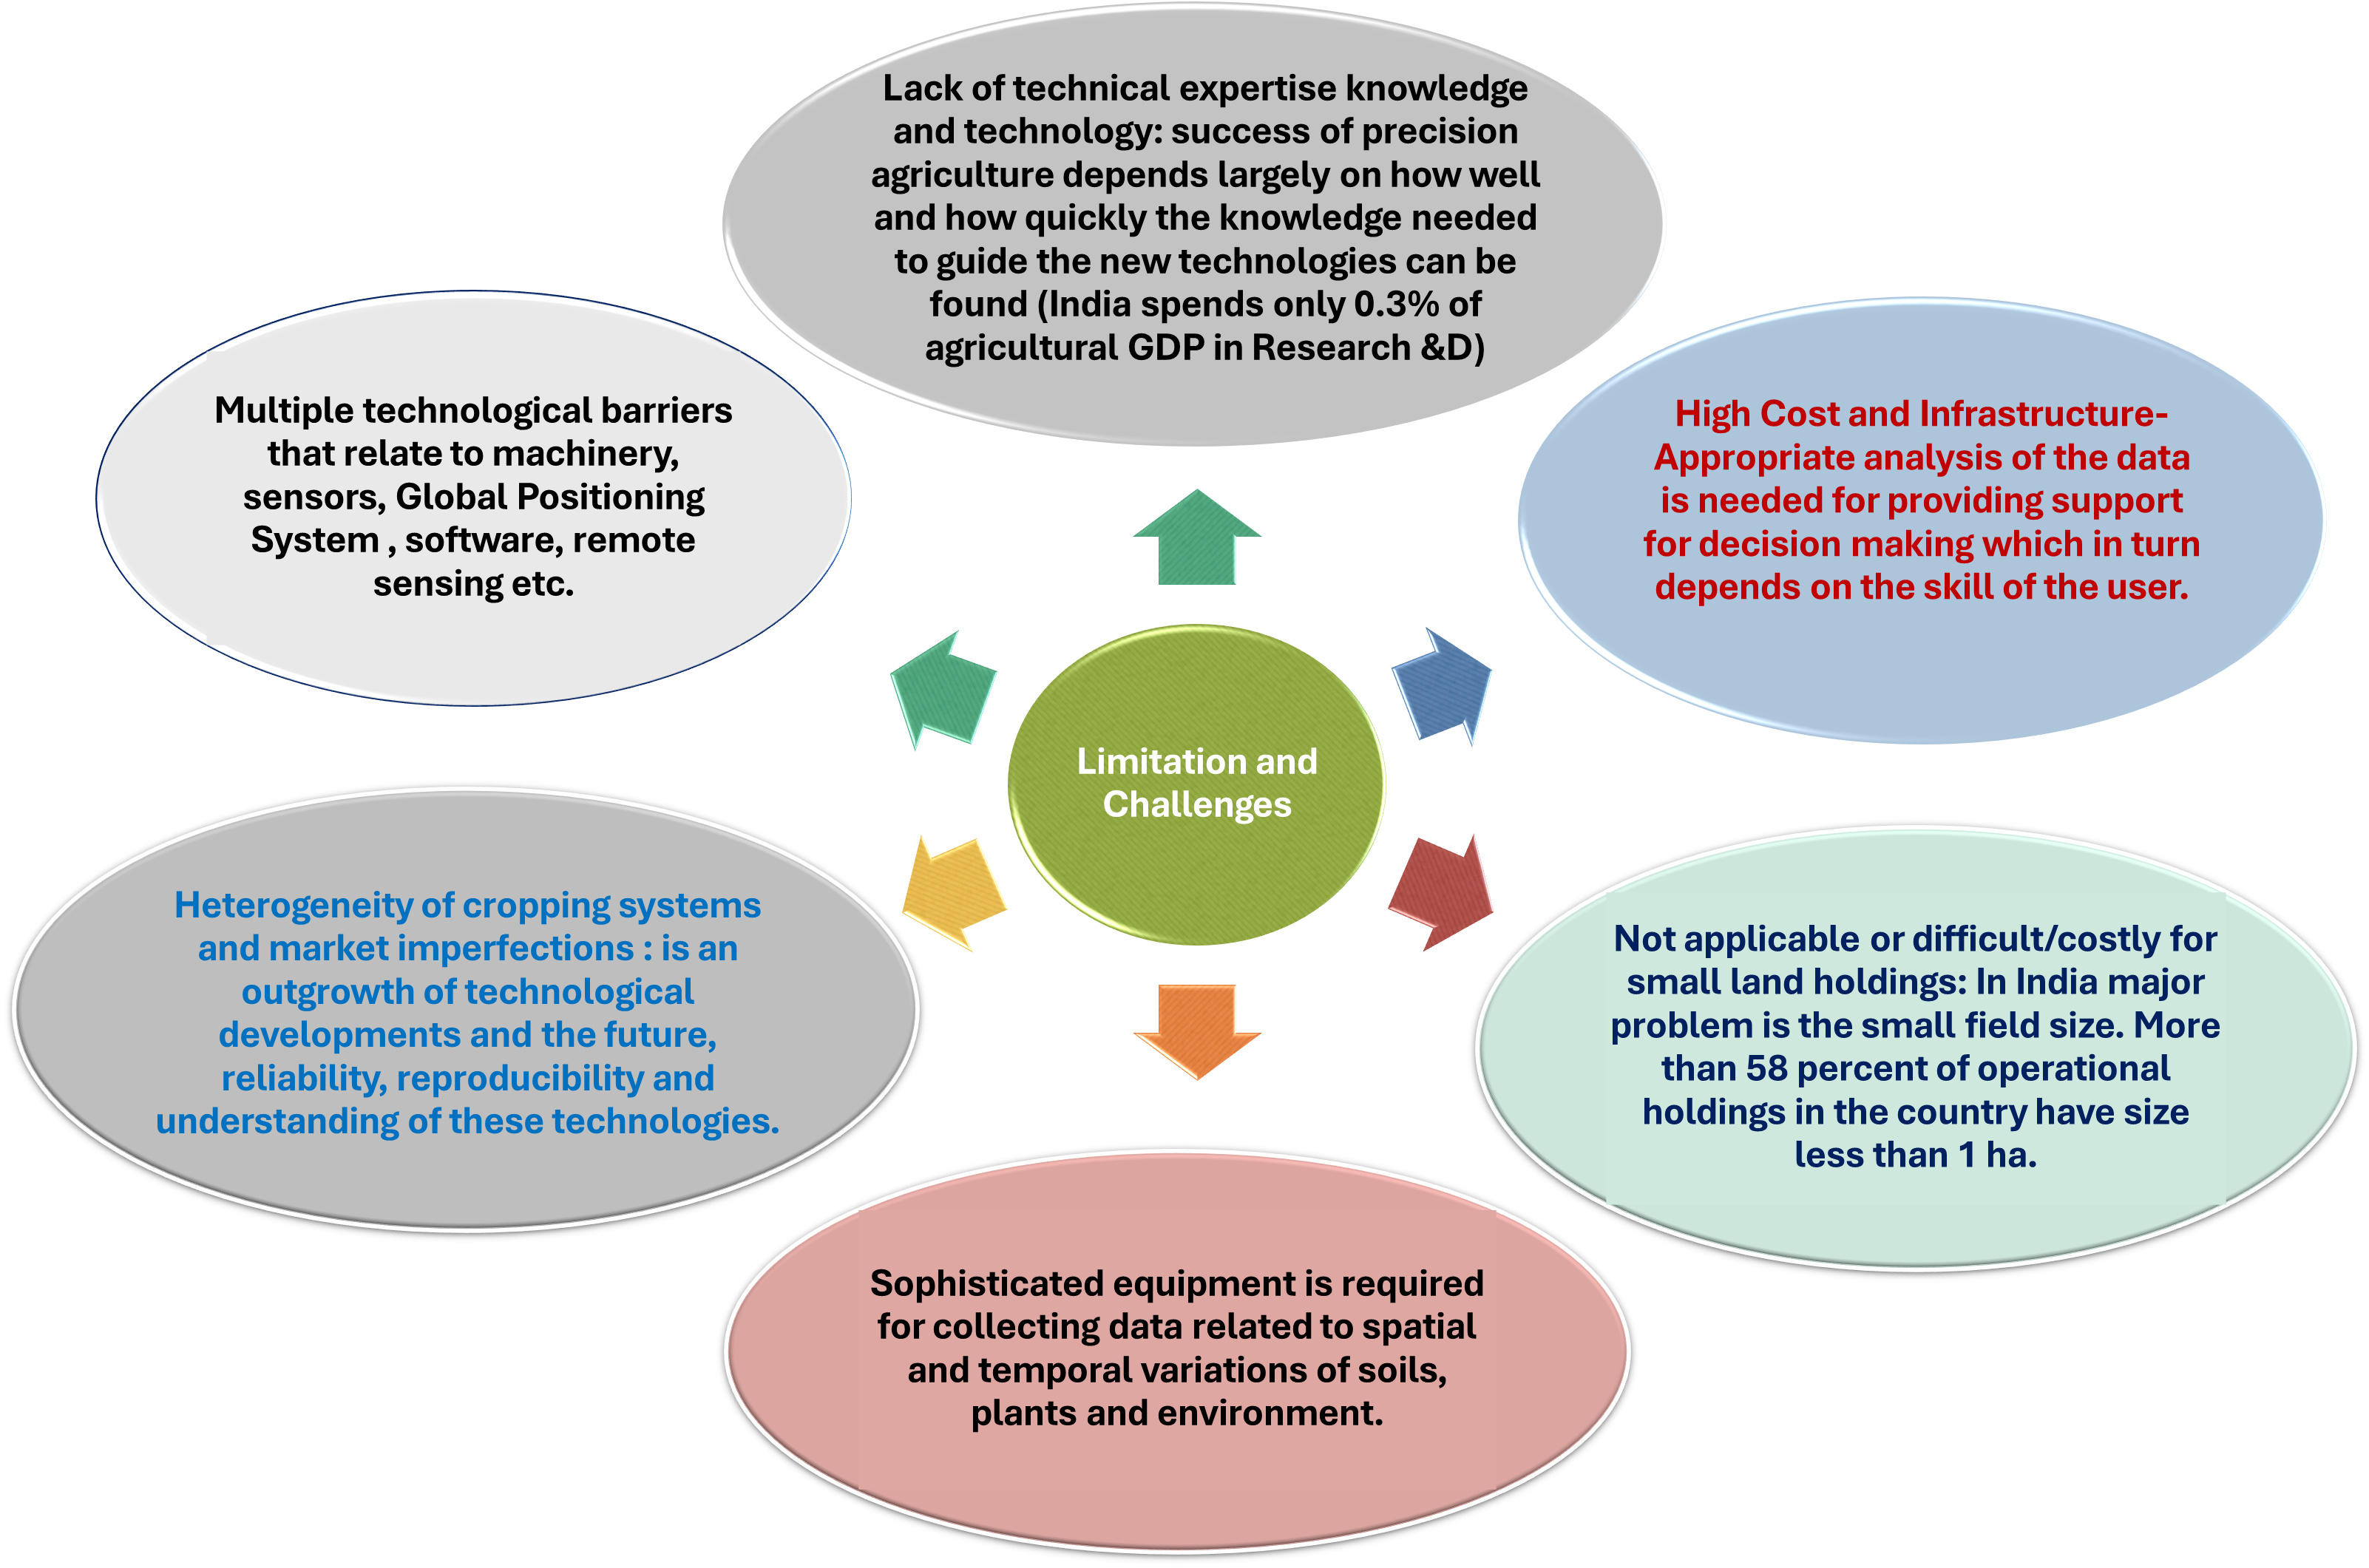 Lack of technical expertise knowledge
and technology: success of precision
agriculture depends largely on how well
and how quickly the knowledge needed
to guide the new technologies can be
found (India spends only 0.3% of
agricultural GDP in Research &D)
Multiple technological barriers
that relate to machinery,
sensors, Global Positioning
System , software, remote
sensing etc.
High Cost and Infrastructure-
Appropriate analysis of the data
is needed for providing support
for decision making which in turn
depends on the skill of the user.
Limitation and
Challenges
Heterogeneity of cropping systems
and market imperfections : is an
outgrowth of technological
developments and the future,
reliability, reproducibility and
understanding of these technologies.
Not applicable or difficult/costly for
small land holdings: In India major
problem is the small field size. More
than 58 percent of operational
holdings in the country have size
less than 1 ha.
Sophisticated equipment is required
for collecting data related to spatial
and temporal variations of soils,
plants and environment.